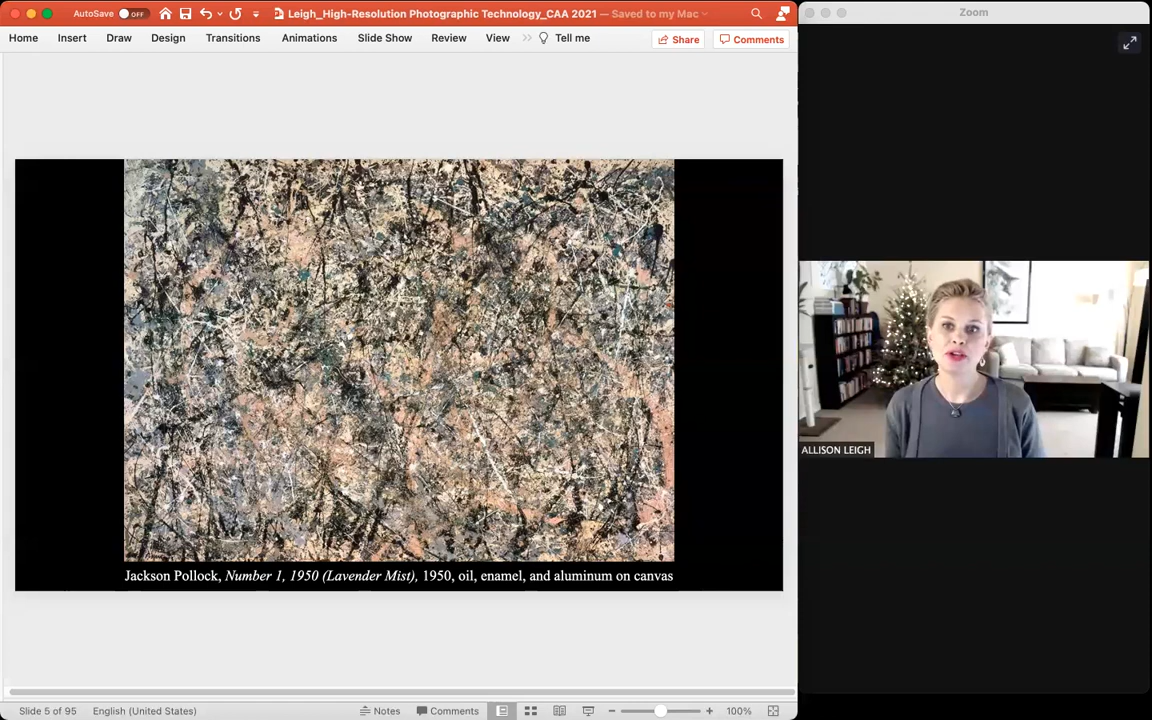 AutoSave OFF Leigh_High-Resolution Photographic Technology_CAA 2021 — Saved to my Mac
Home Insert Draw Design Transitions Animations Slide Show Review View Tell me Share Comments
Jackson Pollock, Number 1, 1950 (Lavender Mist), 1950, oil, enamel, and aluminum on canvas
Slide 5 of 95 English (United States) Notes Comments 100%
Zoom
ALLISON LEIGH